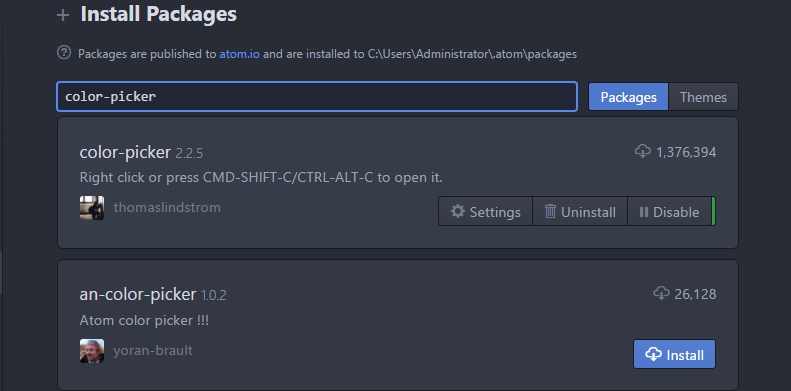 Install Packages
Packages are published to atom.io and are installed to C:\Users\Administrator\.atom\packages
color-picker
Packages
Themes
color-picker 2.2.5
1,376,394
Right click or press CMD-SHIFT-C/CTRL-ALT-C to open it.
thomaslindstrom
Settings
Uninstall
Disable
an-color-picker 1.0.2
26,128
Atom color picker !!!
yoran-brault
Install